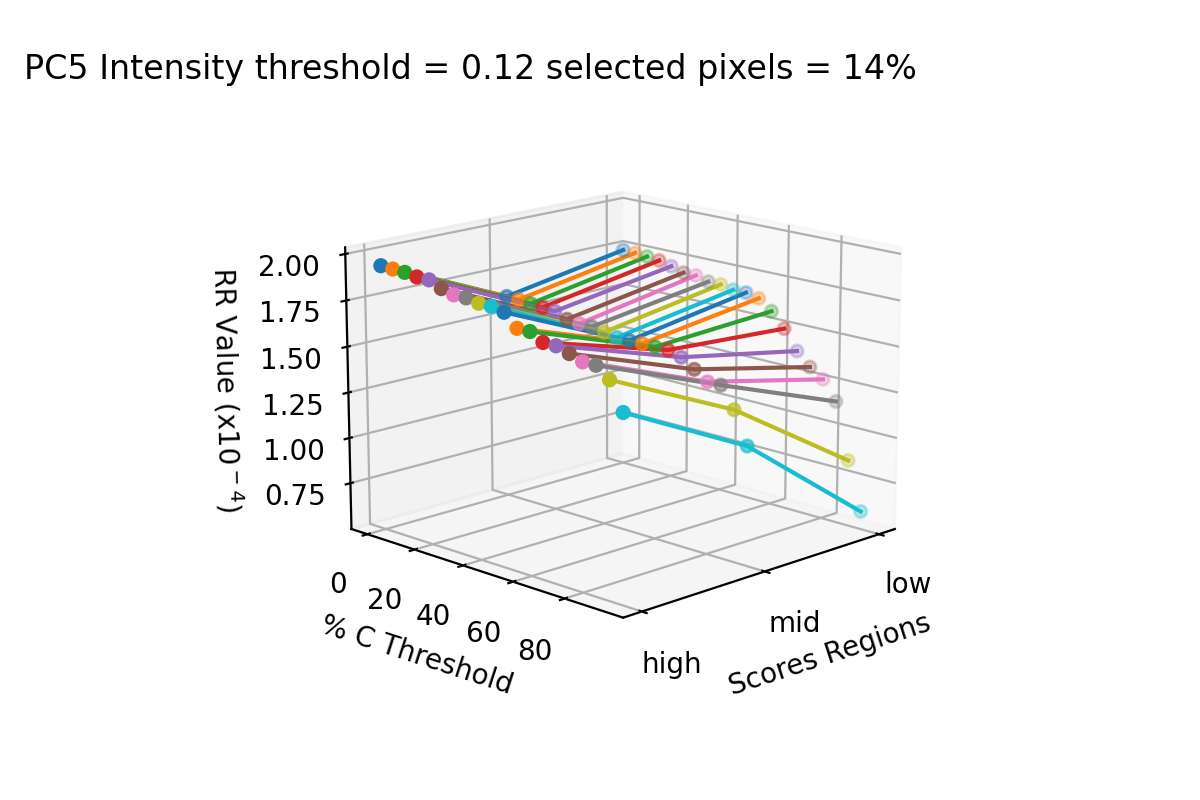 PC5 Intensity threshold = 0.12 selected pixels = 14%
2.00
1.75
1.50
1.25
1.00
0.75
RR Value (x10⁻⁴)
0
20
40
60
80
% C Threshold
high
mid
low
Scores Regions